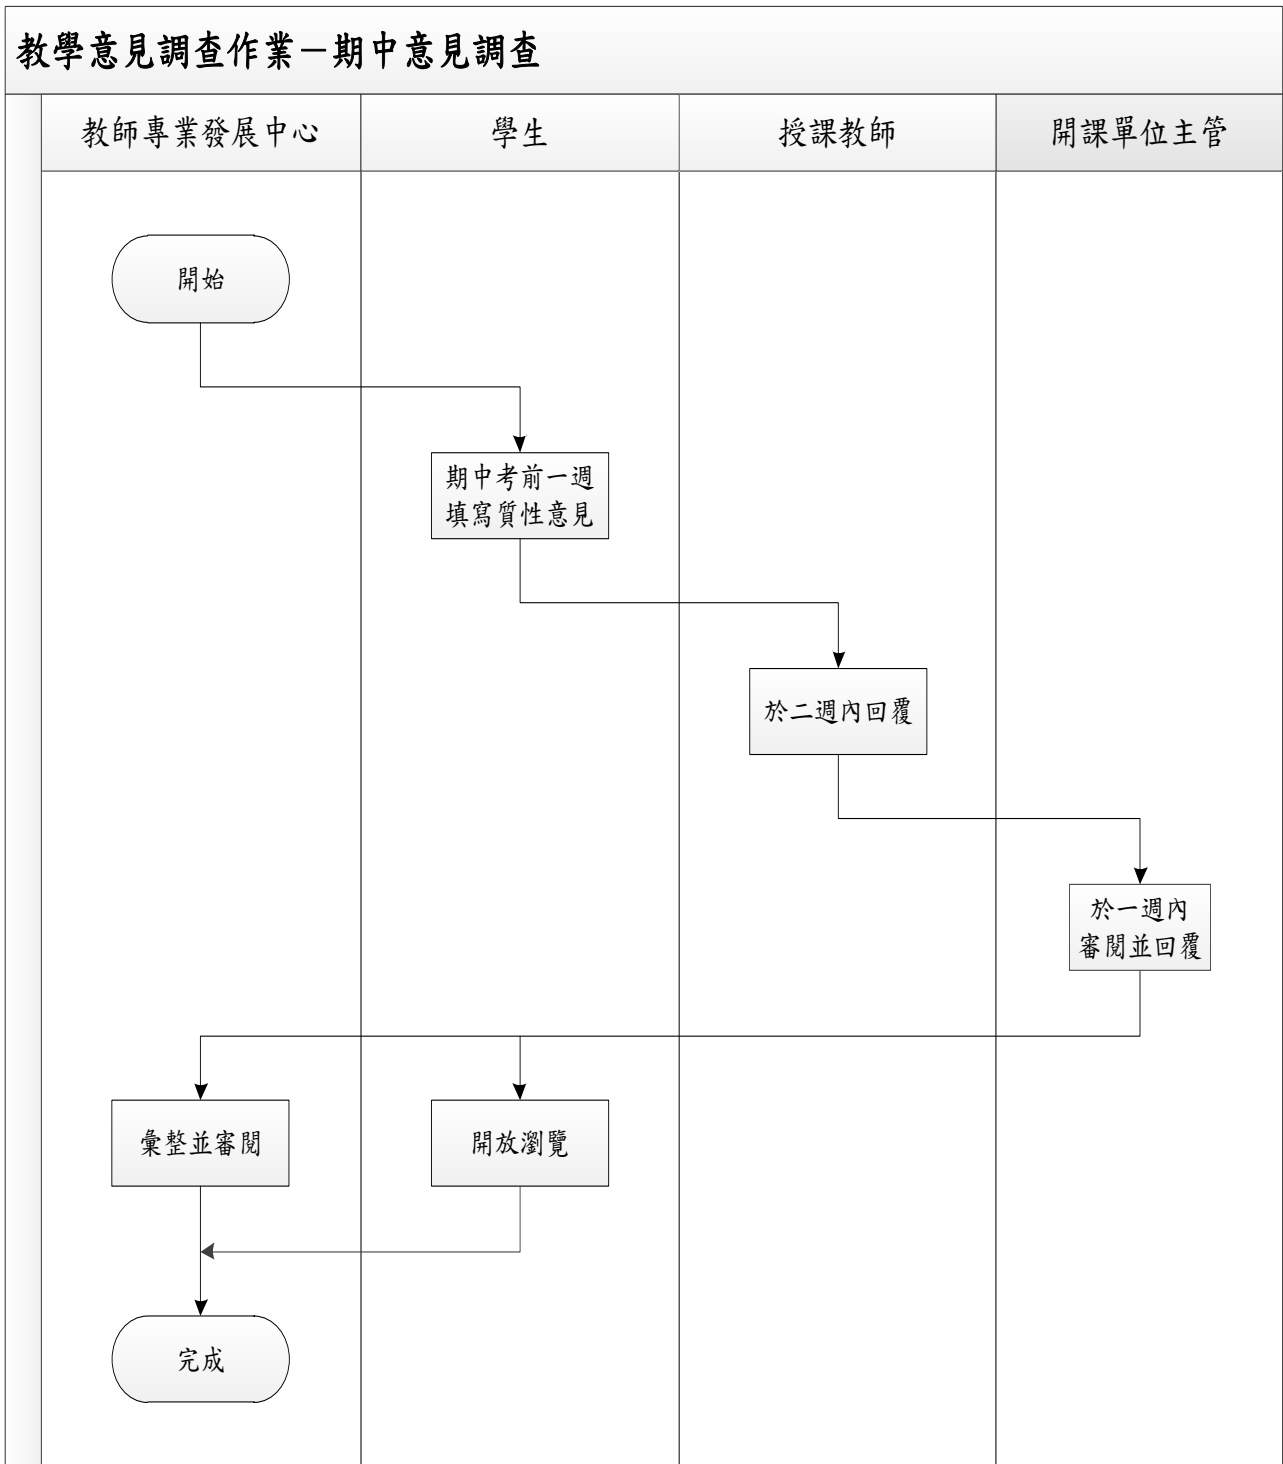 教學意見調查作業－期中意見調查
教師專業發展中心
學生
授課教師
開課單位主管
開始
期中考前一週
填寫質性意見
於二週內回覆
於一週內
審閱並回覆
彙整並審閱
開放瀏覽
完成